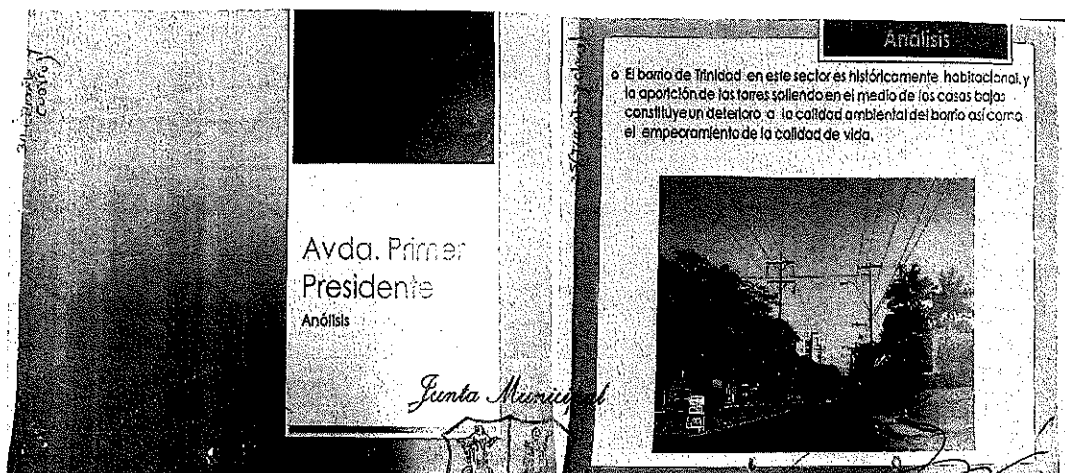 Avda. Primer
Presidente
Análisis
Junta Municipal
Análisis
El barrio de Trinidad en este sector es históricamente habitacional, y
la aparición de las torres saliendo en el medio de las casas bajas
constituye un deterioro a la calidad ambiental del barrio así como
el empeoramiento de la calidad de vida.